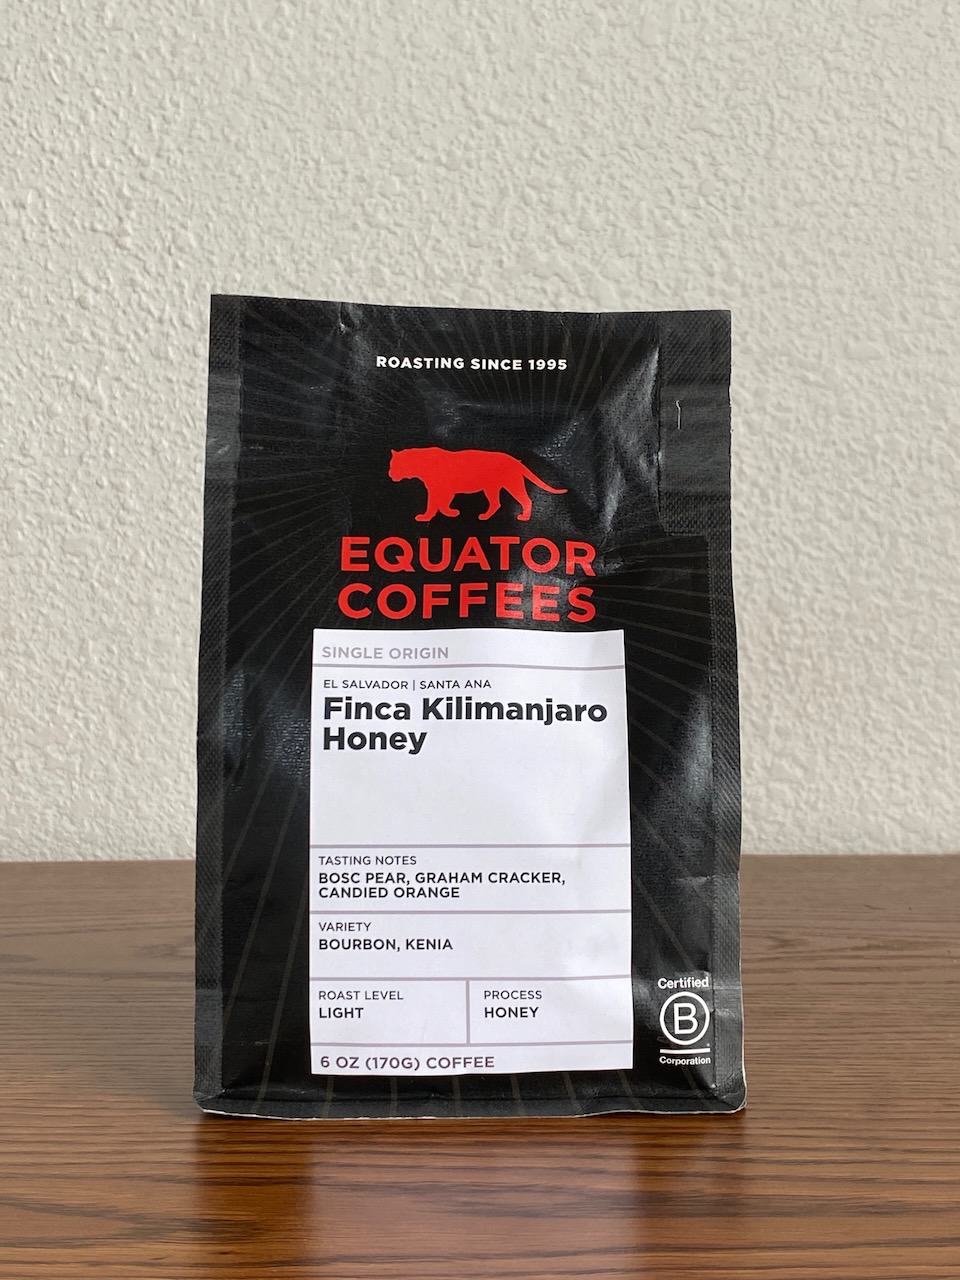 ROASTING SINCE 1995
EQUATOR
COFFEES
SINGLE ORIGIN
EL SALVADOR | SANTA ANA
Finca Kilimanjaro
Honey
TASTING NOTES
BOSC PEAR, GRAHAM CRACKER,
CANDIED ORANGE
VARIETY
BOURBON, KENIA
ROAST LEVEL
LIGHT
PROCESS
HONEY
6 OZ (170G) COFFEE
Certified
B
Corporation